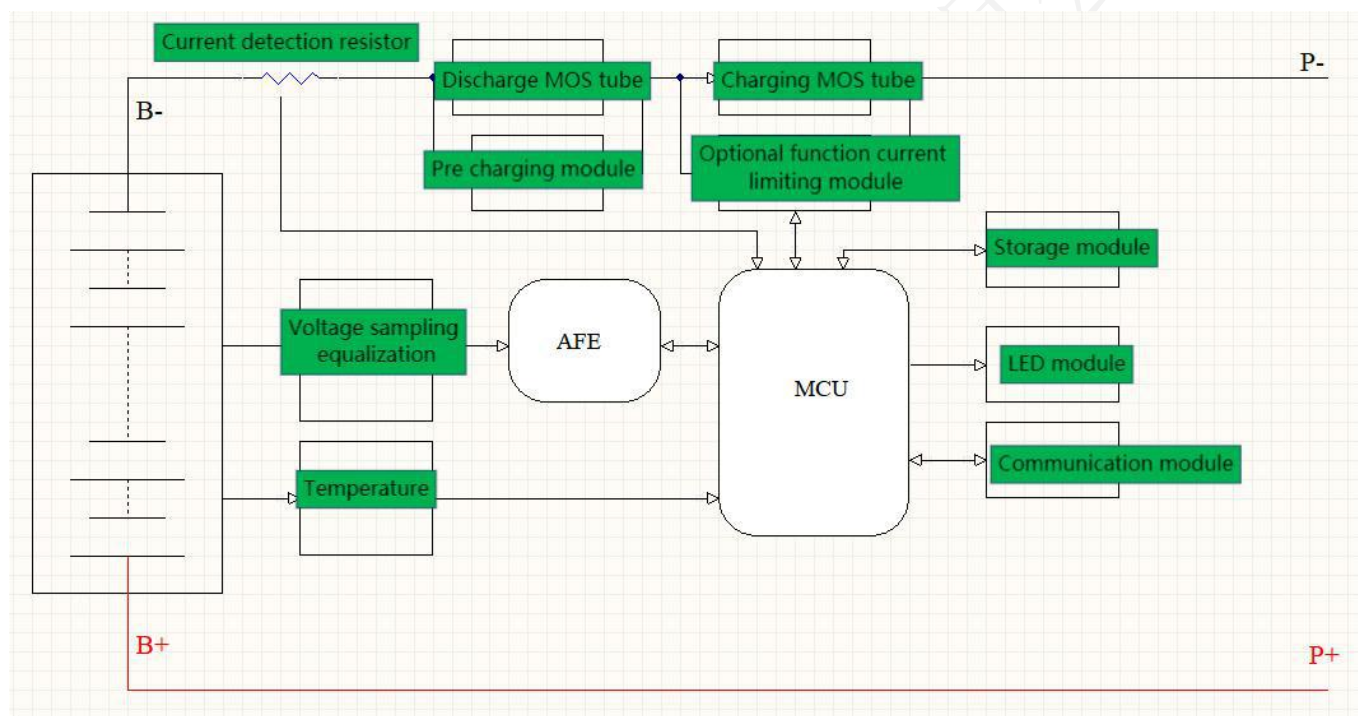 Current detection resistor
P-
Discharge MOS tube
Charging MOS tube
B-
Pre charging module
Optional function current
limiting module
Storage module
Voltage sampling
equalization
AFE
MCU
LED module
Communication module
Temperature
B+
P+